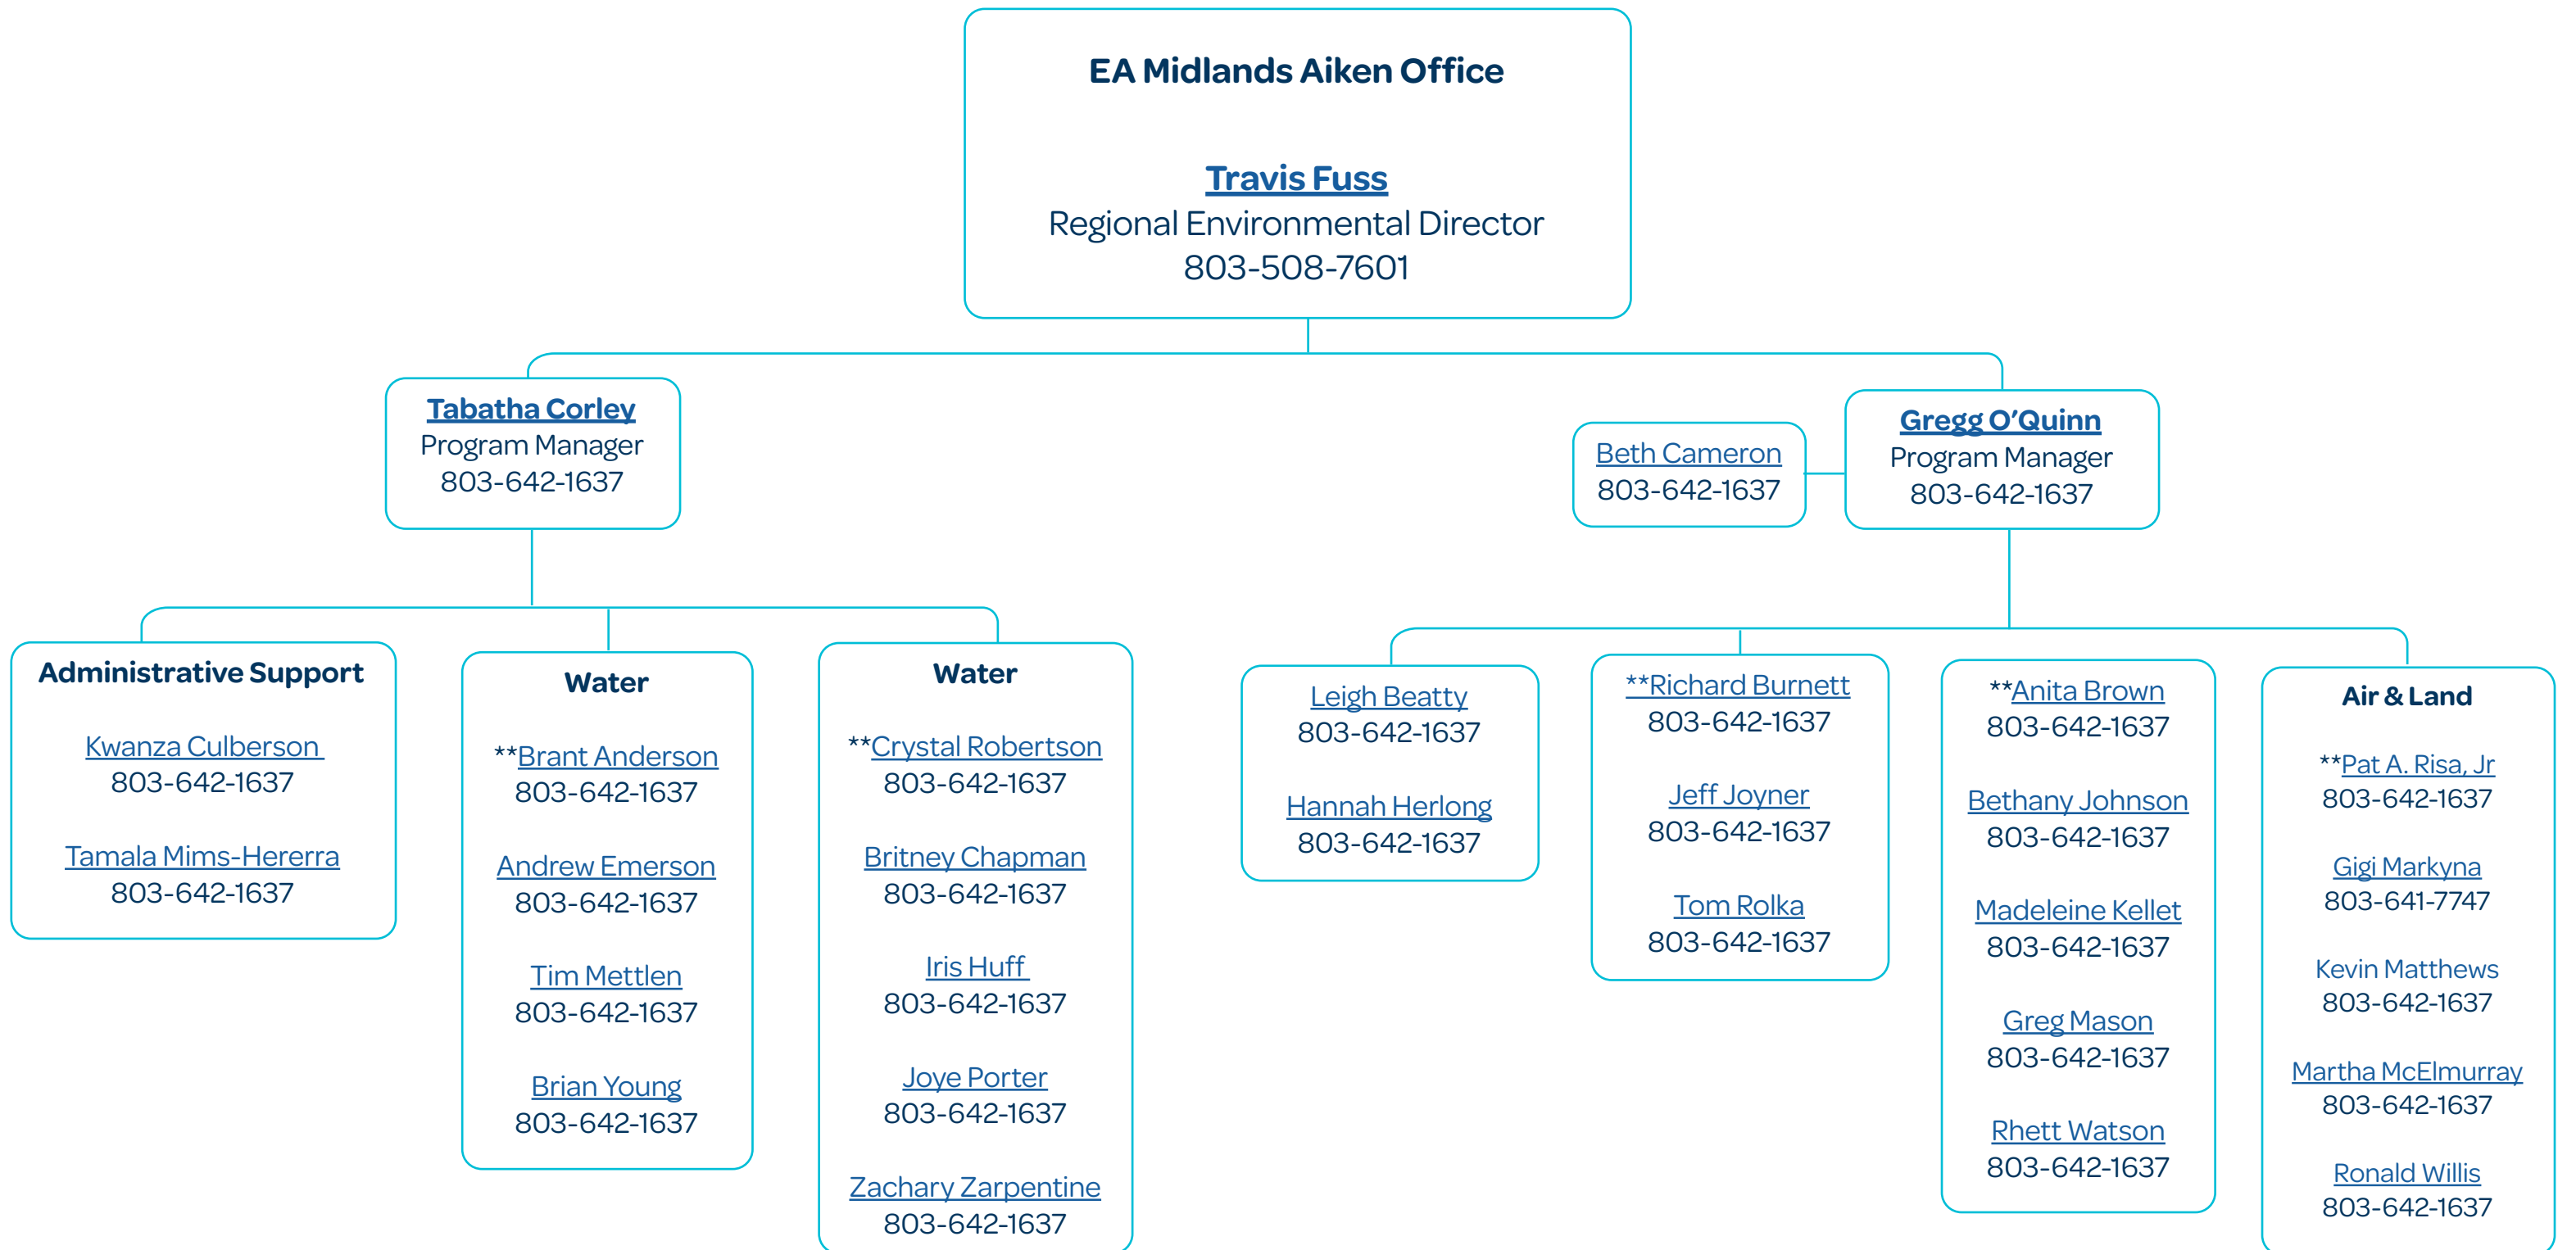 EA Midlands Aiken Office
Travis Fuss
Regional Environmental Director
803-508-7601
Tabatha Corley
Program Manager
803-642-1637
Beth Cameron
803-642-1637
Gregg O'Quinn
Program Manager
803-642-1637
Administrative Support
Kwanza Culberson
803-642-1637
Tamala Mims-Hererra
803-642-1637
Water
**Brant Anderson
803-642-1637
Andrew Emerson
803-642-1637
Tim Mettlen
803-642-1637
Brian Young
803-642-1637
Water
**Crystal Robertson
803-642-1637
Britney Chapman
803-642-1637
Iris Huff
803-642-1637
Joye Porter
803-642-1637
Zachary Zarpentine
803-642-1637
Leigh Beatty
803-642-1637
Hannah Herlong
803-642-1637
**Richard Burnett
803-642-1637
Jeff Joyner
803-642-1637
Tom Rolka
803-642-1637
**Anita Brown
803-642-1637
Bethany Johnson
803-642-1637
Madeleine Kellet
803-642-1637
Greg Mason
803-642-1637
Rhett Watson
803-642-1637
Air & Land
**Pat A. Risa, Jr
803-642-1637
Gigi Markyna
803-641-7747
Kevin Matthews
803-642-1637
Martha McElmurray
803-642-1637
Ronald Willis
803-642-1637